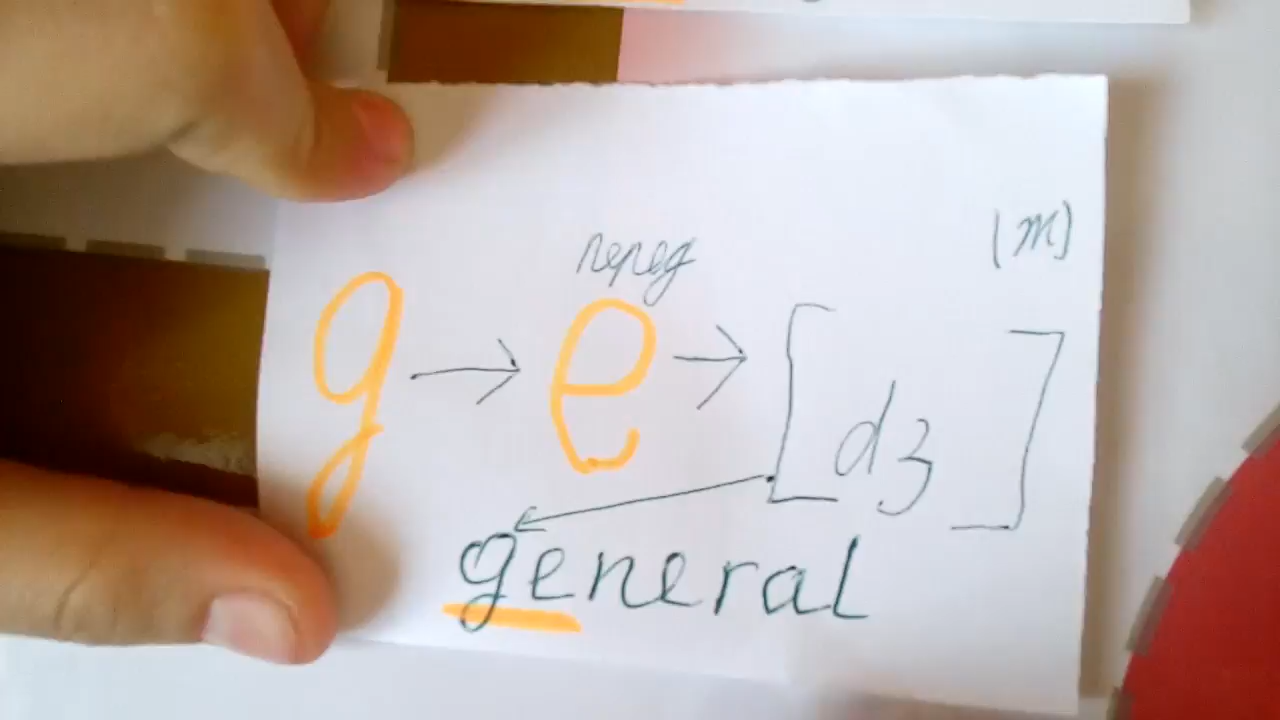 (m)
перед
g → e → [dʒ]
general